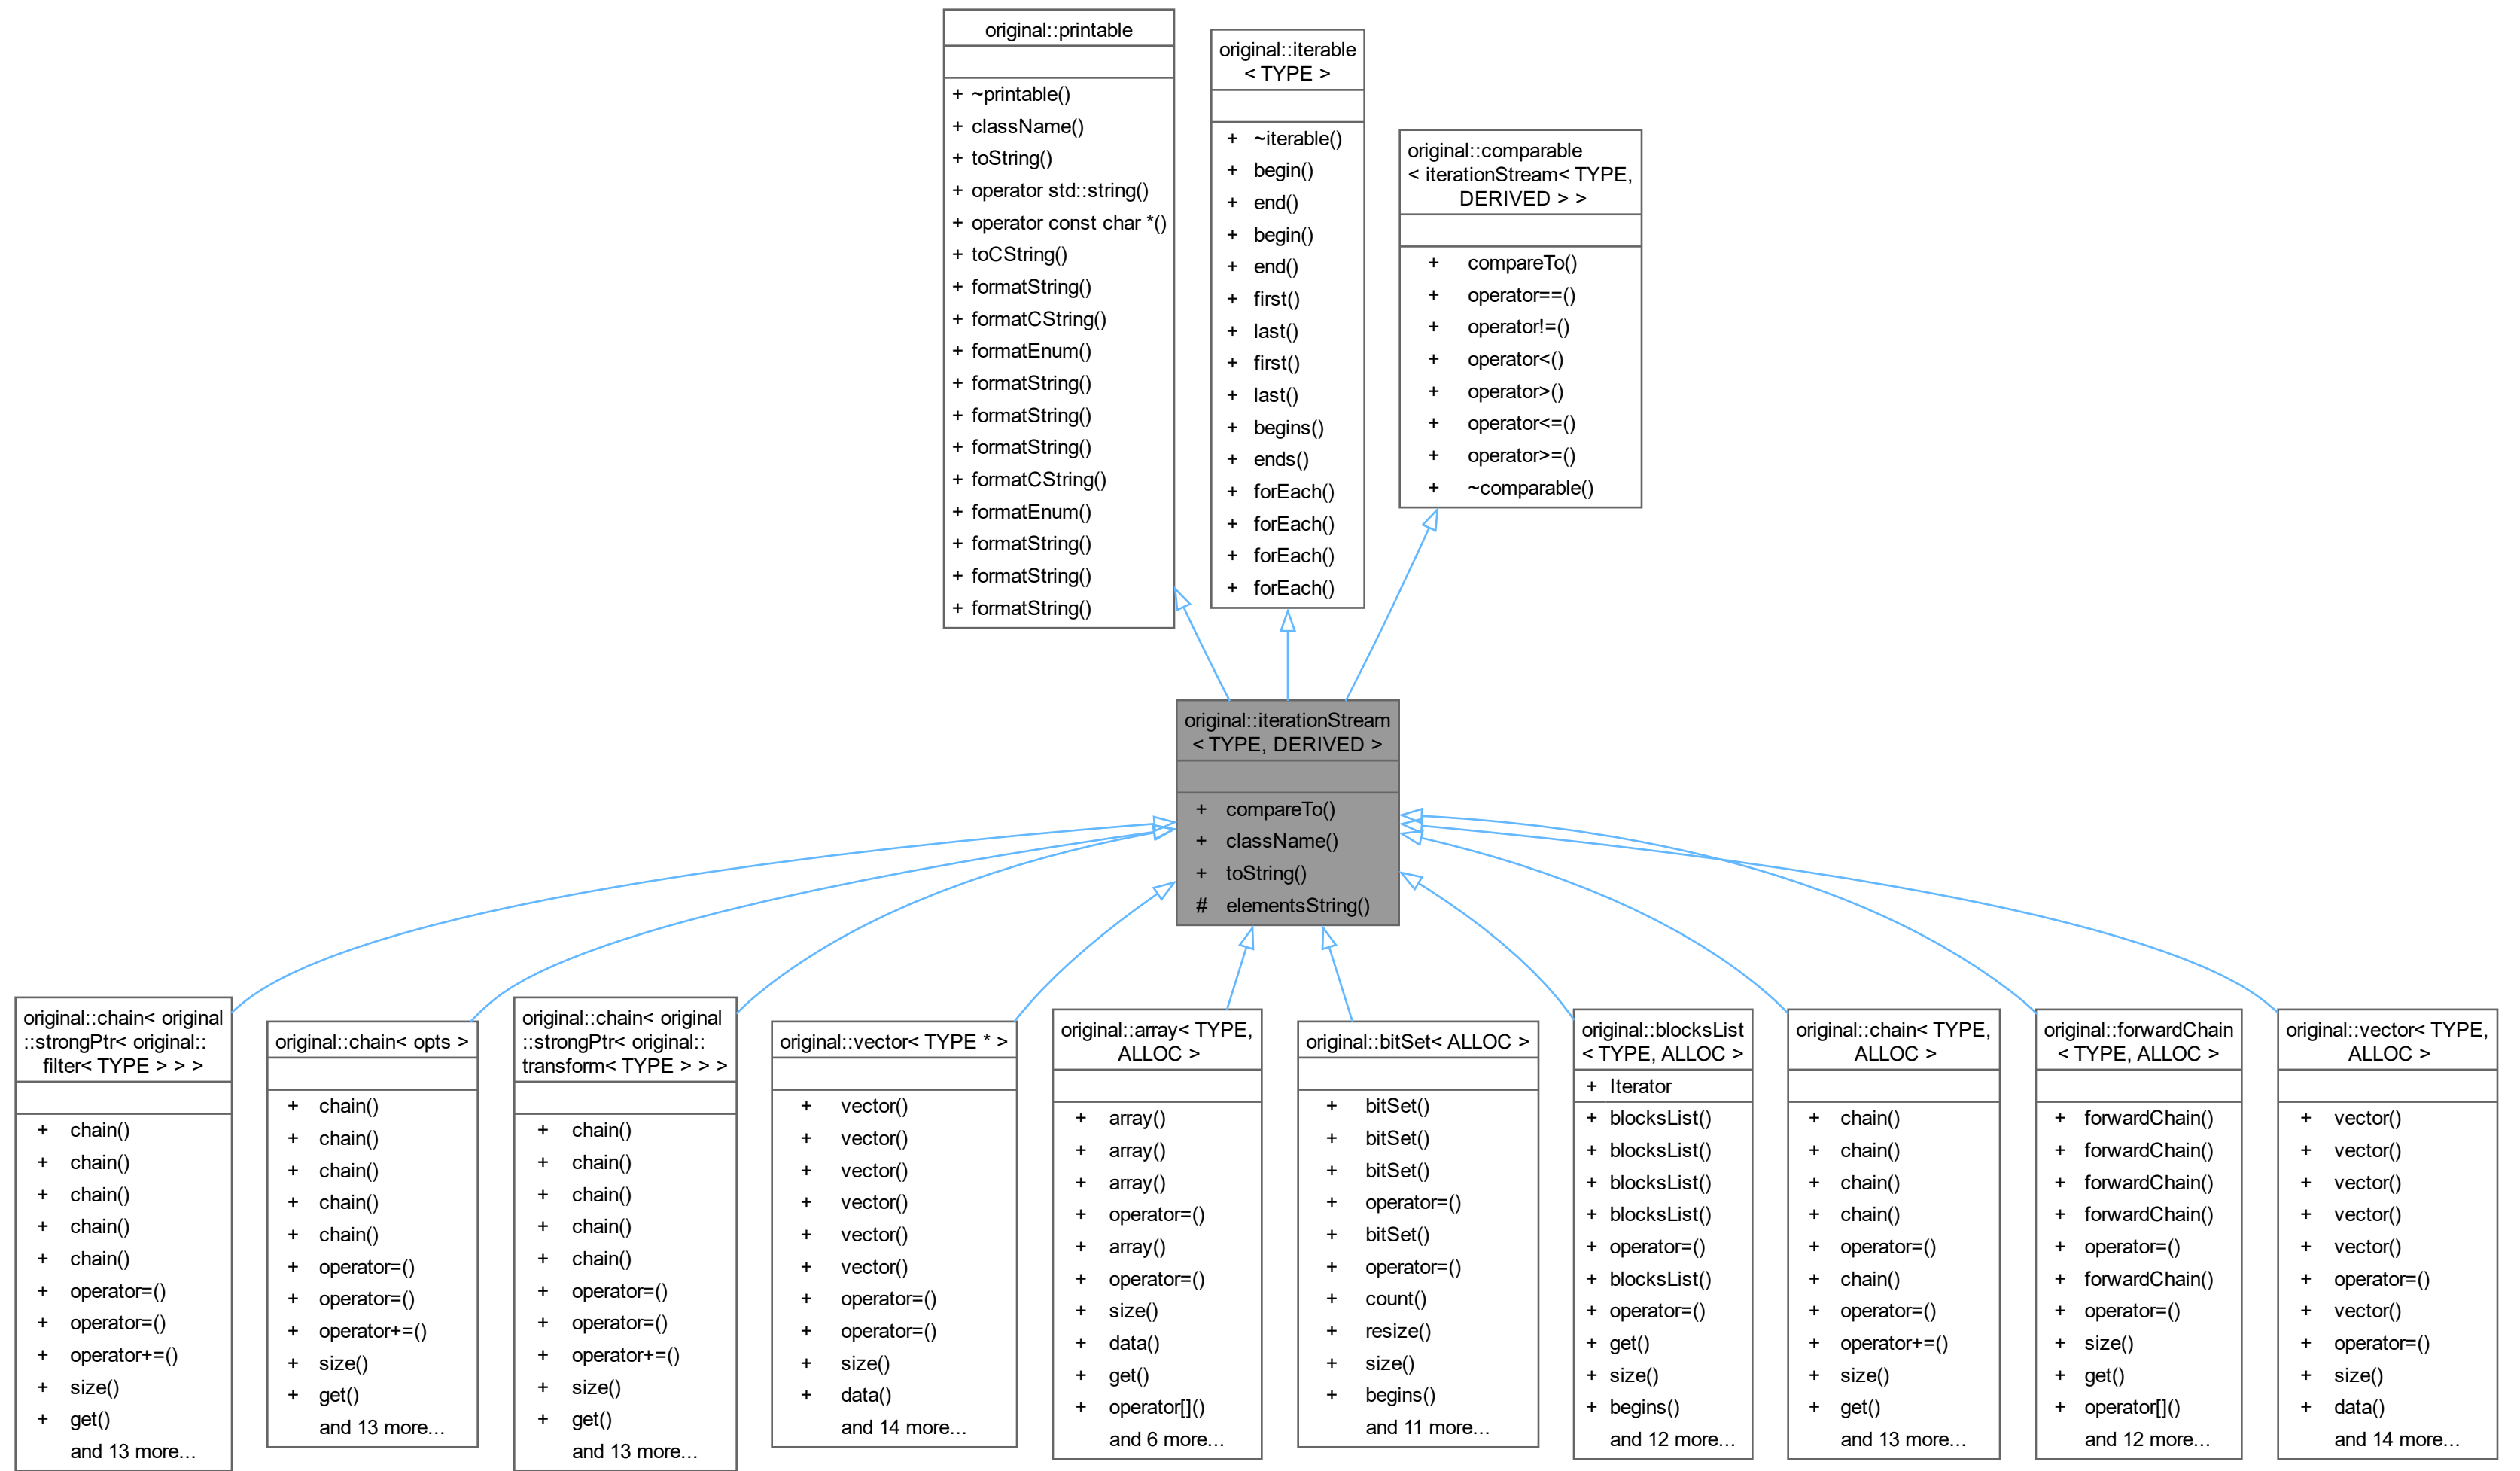 original::printable
+ ~printable()
+ className()
+ toString()
+ operator std::string()
+ operator const char *()
+ toCString()
+ formatString()
+ formatCString()
+ formatEnum()
+ formatString()
+ formatString()
+ formatString()
+ formatCString()
+ formatEnum()
+ formatString()
+ formatString()
+ formatString()
original::iterable
< TYPE >
+ ~iterable()
+ begin()
+ end()
+ begin()
+ end()
+ first()
+ last()
+ first()
+ last()
+ begins()
+ ends()
+ forEach()
+ forEach()
+ forEach()
+ forEach()
original::comparable
< iterationStream< TYPE,
DERIVED > >
+ compareTo()
+ operator==()
+ operator!=()
+ operator<()
+ operator>()
+ operator<=()
+ operator>=()
+ ~comparable()
original::iterationStream
< TYPE, DERIVED >
+ compareTo()
+ className()
+ toString()
# elementsString()
original::chain< original
::strongPtr< original::
filter< TYPE > > >
+ chain()
+ chain()
+ chain()
+ chain()
+ chain()
+ operator=()
+ operator=()
+ operator+=()
+ size()
+ get()
and 13 more...
original::chain< opts >
+ chain()
+ chain()
+ chain()
+ chain()
+ chain()
+ operator=()
+ operator=()
+ operator+=()
+ size()
+ get()
and 13 more...
original::chain< original
::strongPtr< original::
transform< TYPE > > >
+ chain()
+ chain()
+ chain()
+ chain()
+ chain()
+ operator=()
+ operator=()
+ operator+=()
+ size()
+ get()
and 13 more...
original::vector< TYPE * >
+ vector()
+ vector()
+ vector()
+ vector()
+ vector()
+ vector()
+ operator=()
+ operator=()
+ size()
+ data()
and 14 more...
original::array< TYPE,
ALLOC >
+ array()
+ array()
+ array()
+ operator=()
+ array()
+ operator=()
+ size()
+ data()
+ get()
+ operator[]()
and 6 more...
original::bitSet< ALLOC >
+ bitSet()
+ bitSet()
+ bitSet()
+ operator=()
+ bitSet()
+ operator=()
+ count()
+ resize()
+ size()
+ begins()
and 11 more...
original::blocksList
< TYPE, ALLOC >
+ Iterator
+ blocksList()
+ blocksList()
+ blocksList()
+ blocksList()
+ operator=()
+ blocksList()
+ operator=()
+ get()
+ size()
+ begins()
and 12 more...
original::chain< TYPE,
ALLOC >
+ chain()
+ chain()
+ chain()
+ chain()
+ operator=()
+ chain()
+ operator=()
+ operator+=()
+ size()
+ get()
and 13 more...
original::forwardChain
< TYPE, ALLOC >
+ forwardChain()
+ forwardChain()
+ forwardChain()
+ forwardChain()
+ operator=()
+ forwardChain()
+ operator=()
+ size()
+ get()
+ operator[]()
and 12 more...
original::vector< TYPE,
ALLOC >
+ vector()
+ vector()
+ vector()
+ vector()
+ vector()
+ operator=()
+ vector()
+ operator=()
+ size()
+ data()
and 14 more...